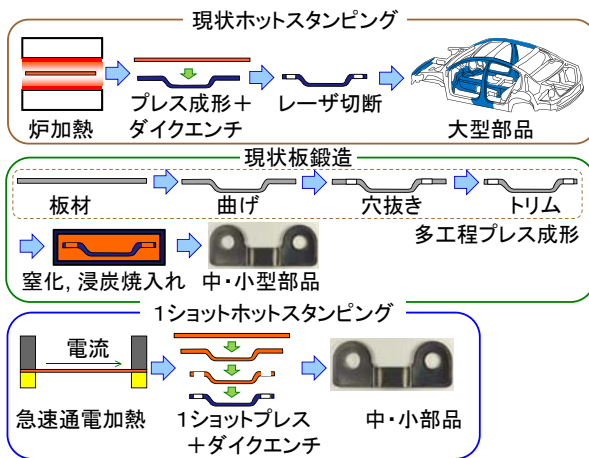 現状ホットスタンピング
炉加熱
プレス成形＋
ダイクエンチ
レーザ切断
大型部品
現状板鍛造
板材
曲げ
穴抜き
トリム
多工程プレス成形
窒化, 浸炭焼入れ
中・小型部品
1ショットホットスタンピング
電流
急速通電加熱
1ショットプレス
＋ダイクエンチ
中・小部品